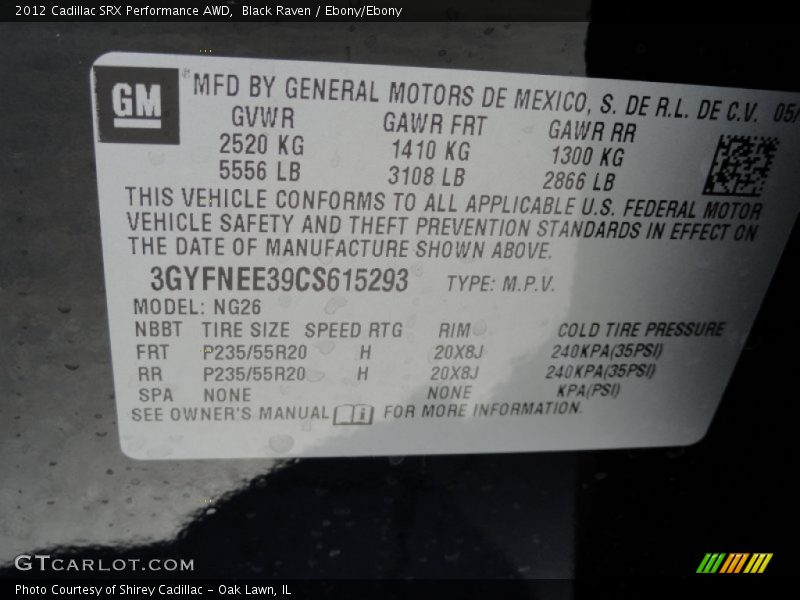 2012 Cadillac SRX Performance AWD,  Black Raven / Ebony/Ebony
GM
® MFD BY GENERAL MOTORS DE MEXICO, S. DE R.L. DE C.V. 05/
GVWR GAWR FRT GAWR RR
2520 KG 1410 KG 1300 KG
5556 LB 3108 LB 2866 LB
THIS VEHICLE CONFORMS TO ALL APPLICABLE U.S. FEDERAL MOTOR
VEHICLE SAFETY AND THEFT PREVENTION STANDARDS IN EFFECT ON
THE DATE OF MANUFACTURE SHOWN ABOVE.
3GYFNEE39CS615293 TYPE: M.P.V.
MODEL: NG26
NBBT TIRE SIZE SPEED RTG RIM COLD TIRE PRESSURE
FRT P235/55R20 H 20X8J 240KPA(35PSI)
RR P235/55R20 H 20X8J 240KPA(35PSI)
SPA NONE NONE KPA(PSI)
SEE OWNER'S MANUAL FOR MORE INFORMATION.
GTCARLOT.COM
Photo Courtesy of Shirey Cadillac - Oak Lawn, IL